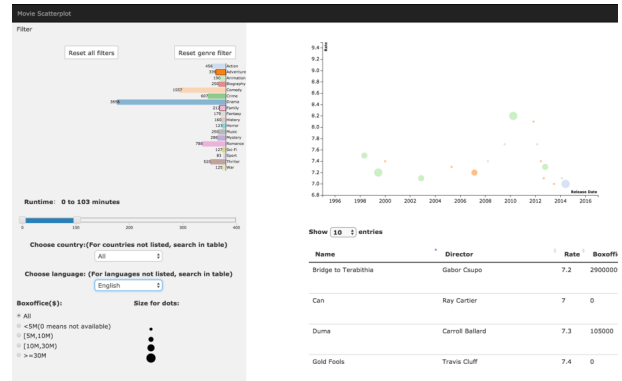 Movie Scatterplot
Filter
Reset all filters
Reset genre filter
Action
Adventure
Animation
Biography
1557 Comedy
607 Crime
3698 Drama
Family
Fantasy
History
Horror
Music
Mystery
788 Romance
127 Sci-Fi
83 Sport
Thriller
125 War
Runtime: 0 to 103 minutes
0 100 200 300 400
Choose country:(For countries not listed, search in table)
All
Choose language: (For languages not listed, search in table)
English
Boxoffice($):
Size for dots:
All
<5M(0 means not available)
[5M,10M)
[10M,30M)
>=30M
9.4
9.2
9.0
8.8
8.6
8.4
8.2
8.0
7.8
7.6
7.4
7.2
7.0
6.8
Release Date
1996 1998 2000 2002 2004 2006 2008 2010 2012 2014 2016
Show 10 entries
Name Director Rate Boxoffi
Bridge to Terabithia Gabor Csupo 7.2 2900000
Can Ray Cartier 7 0
Duma Carroll Ballard 7.3 105000
Gold Fools Travis Cluff 7.4 0